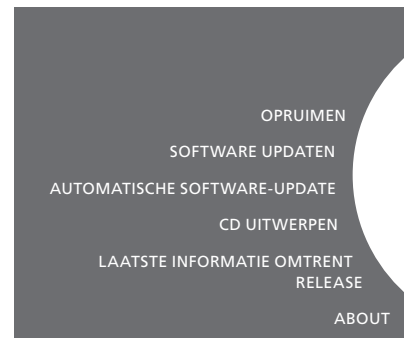 OPRUIMEN
SOFTWARE UPDATEN
AUTOMATISCHE SOFTWARE-UPDATE
CD UITWERPEN
LAATSTE INFORMATIE OMTRENT
RELEASE
ABOUT